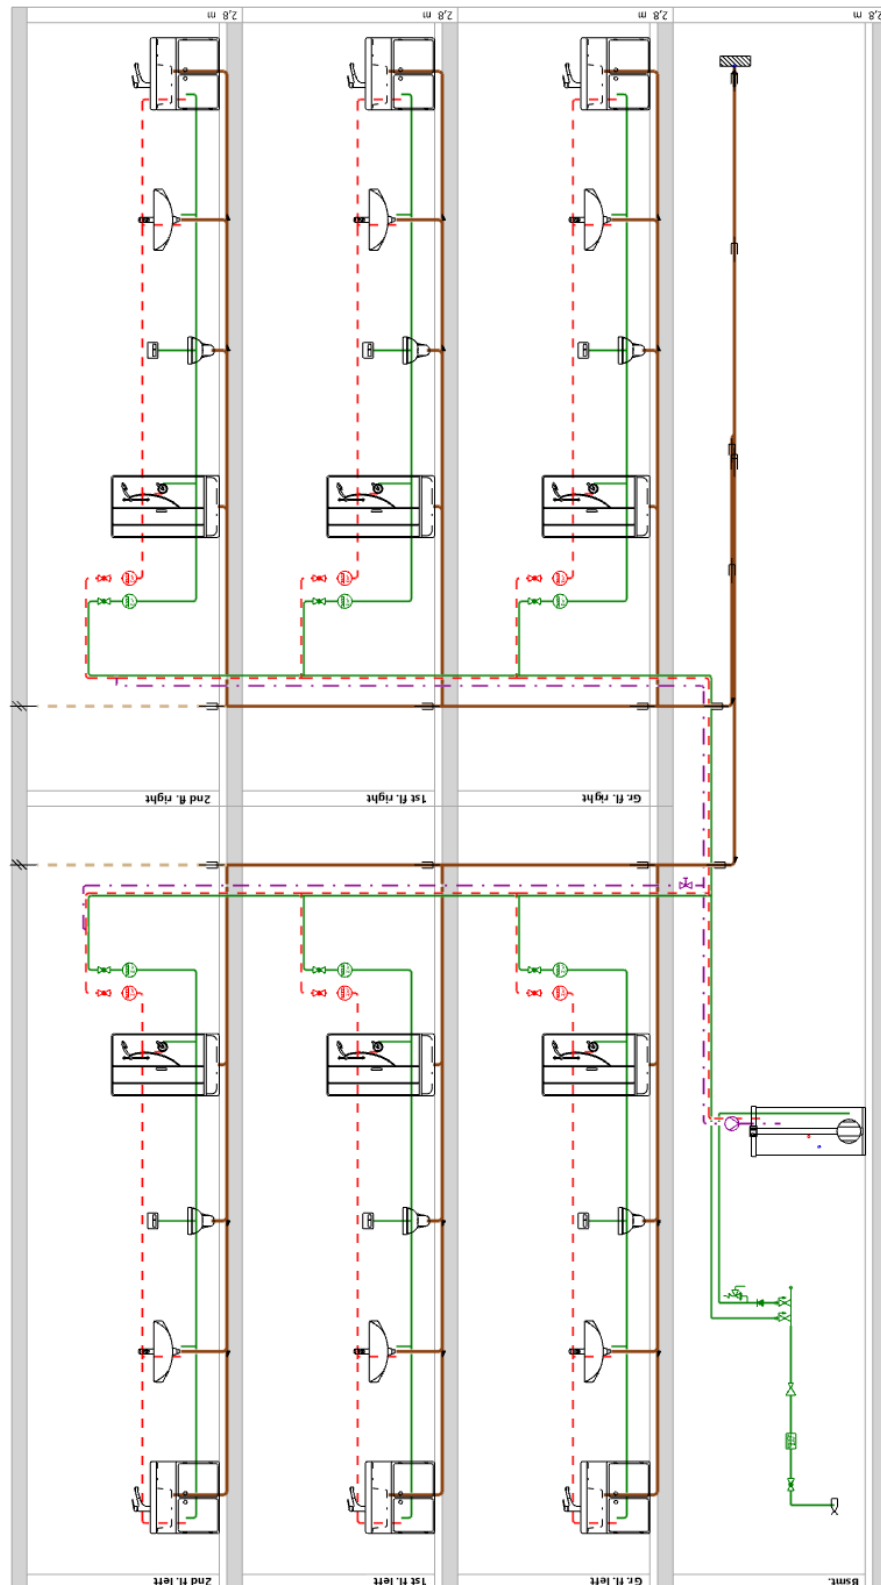 2,8 m
2,8 m
2,8 m
2,8 m
2nd fl. right
1st fl. right
Gr. fl. right
2nd fl. left
1st fl. left
Gr. fl. left
Bsmt.